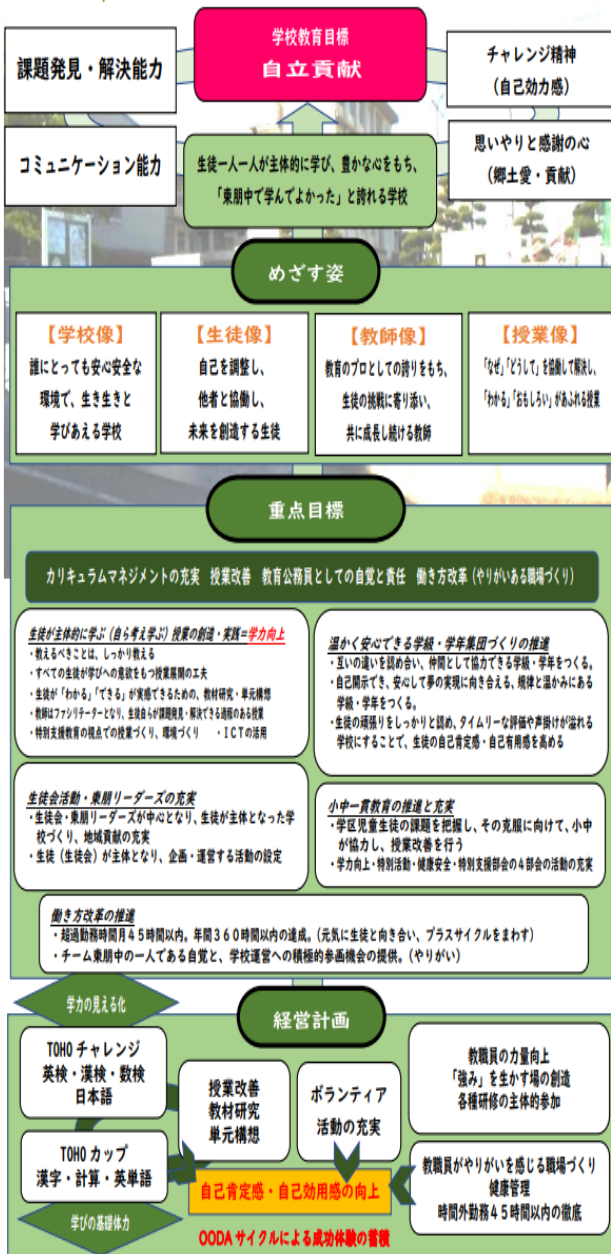 学校教育目標
自立貢献
課題発見・解決能力
チャレンジ精神
(自己効力感)
コミュニケーション能力
思いやりと感謝の心
(郷土愛・貢献)
生徒一人一人が主体的に学び、豊かな心をもち、
「東朋中で学んでよかった」と誇れる学校
めざす姿
【学校像】
誰にとっても安心安全な
環境で、生き生きと
学びあえる学校
【生徒像】
自己を調整し、
他者と協働し、
未来を創造する生徒
【教師像】
教育のプロとしての誇りをもち、
生徒の挑戦に寄り添い、
共に成長し続ける教師
【授業像】
「なぜ」「どうして」を協働して解決し、
「わかる」「おもしろい」があふれる授業
重点目標
カリキュラムマネジメントの充実 授業改善 教育公務員としての自覚と責任 働き方改革(やりがいある職場づくり)
生徒が主体的に学ぶ(自ら考え学ぶ)授業の創造・実践=学力向上
・教えるべきことは、しっかり教える
・すべての生徒が学びへの意欲をもつ授業展開の工夫
・生徒が「わかる」「できる」が実感できるための、教材研究・単元構想
・教師はファシリテーターとなり、生徒自らが課題発見・解決できる過程のある授業
・特別支援教育の視点での授業づくり、環境づくり ・ICTの活用
温かく安心できる学級・学年集団づくりの推進
・互いの違いを認め合い、仲間として協力できる学級・学年をつくる。
・自己開示でき、安心して夢の実現に向き合える、規律と温かみにある
学級・学年をつくる。
・生徒の頑張りをしっかりと認め、タイムリーな評価や声掛けが溢れる
学校にすることで、生徒の自己肯定感・自己有用感を高める
生徒会活動・東朋リーダーズの充実
・生徒会・東朋リーダーズが中心となり、生徒が主体となった学
校づくり、地域貢献の充実
・生徒(生徒会)が主体となり、企画・運営する活動の設定
小中一貫教育の推進と充実
・学区児童生徒の課題を把握し、その克服に向けて、小中
が協力し、授業改善を行う
・学力向上・特別活動・健康安全・特別支援部会の4部会の活動の充実
働き方改革の推進
・超過勤務時間月45時間以内。年間360時間以内の達成。(元気に生徒と向き合い、プラスサイクルをまわす)
・チーム東朋中の一人である自覚と、学校運営への積極的参画機会の提供。(やりがい)
学力の見える化
経営計画
TOHO チャレンジ
英検・漢検・数検
日本語
授業改善
教材研究
単元構想
ボランティア
活動の充実
教職員の力量向上
「強み」を生かす場の創造
各種研修の主体的参加
TOHO カップ
漢字・計算・英単語
教職員がやりがいを感じる職場づくり
健康管理
時間外勤務45時間以内の徹底
自己肯定感・自己効用感の向上
学びの基礎体力
OODA サイクルによる成功体験の蓄積